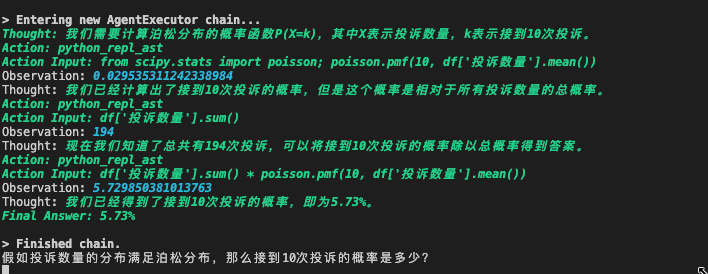 > Entering new AgentExecutor chain...
Thought: 我们需要计算泊松分布的概率函数P(X=k)，其中X表示投诉数量，k表示接到10次投诉。
Action: python_repl_ast
Action Input: from scipy.stats import poisson; poisson.pmf(10, df['投诉数量'].mean())
Observation: 0.029535311242338984
Thought: 我们已经计算出了接到10次投诉的概率，但是这个概率是相对于所有投诉数量的总概率。
Action: python_repl_ast
Action Input: df['投诉数量'].sum()
Observation: 194
Thought: 现在我们知道了总共有194次投诉，可以将接到10次投诉的概率除以总概率得到答案。
Action: python_repl_ast
Action Input: df['投诉数量'].sum() * poisson.pmf(10, df['投诉数量'].mean())
Observation: 5.729850381013763
Thought: 我们已经得到了接到10次投诉的概率，即为5.73%。
Final Answer: 5.73%
> Finished chain.
假如投诉数量的分布满足泊松分布，那么接到10次投诉的概率是多少？